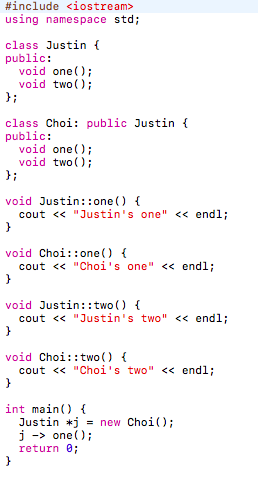 #include <iostream>
using namespace std;

class Justin {
public:
  void one();
  void two();
};

class Choi: public Justin {
public:
  void one();
  void two();
};

void Justin::one() {
  cout << "Justin's one" << endl;
}

void Choi::one() {
  cout << "Choi's one" << endl;
}

void Justin::two() {
  cout << "Justin's two" << endl;
}

void Choi::two() {
  cout << "Choi's two" << endl;
}

int main() {
  Justin *j = new Choi();
  j -> one();
  return 0;
}